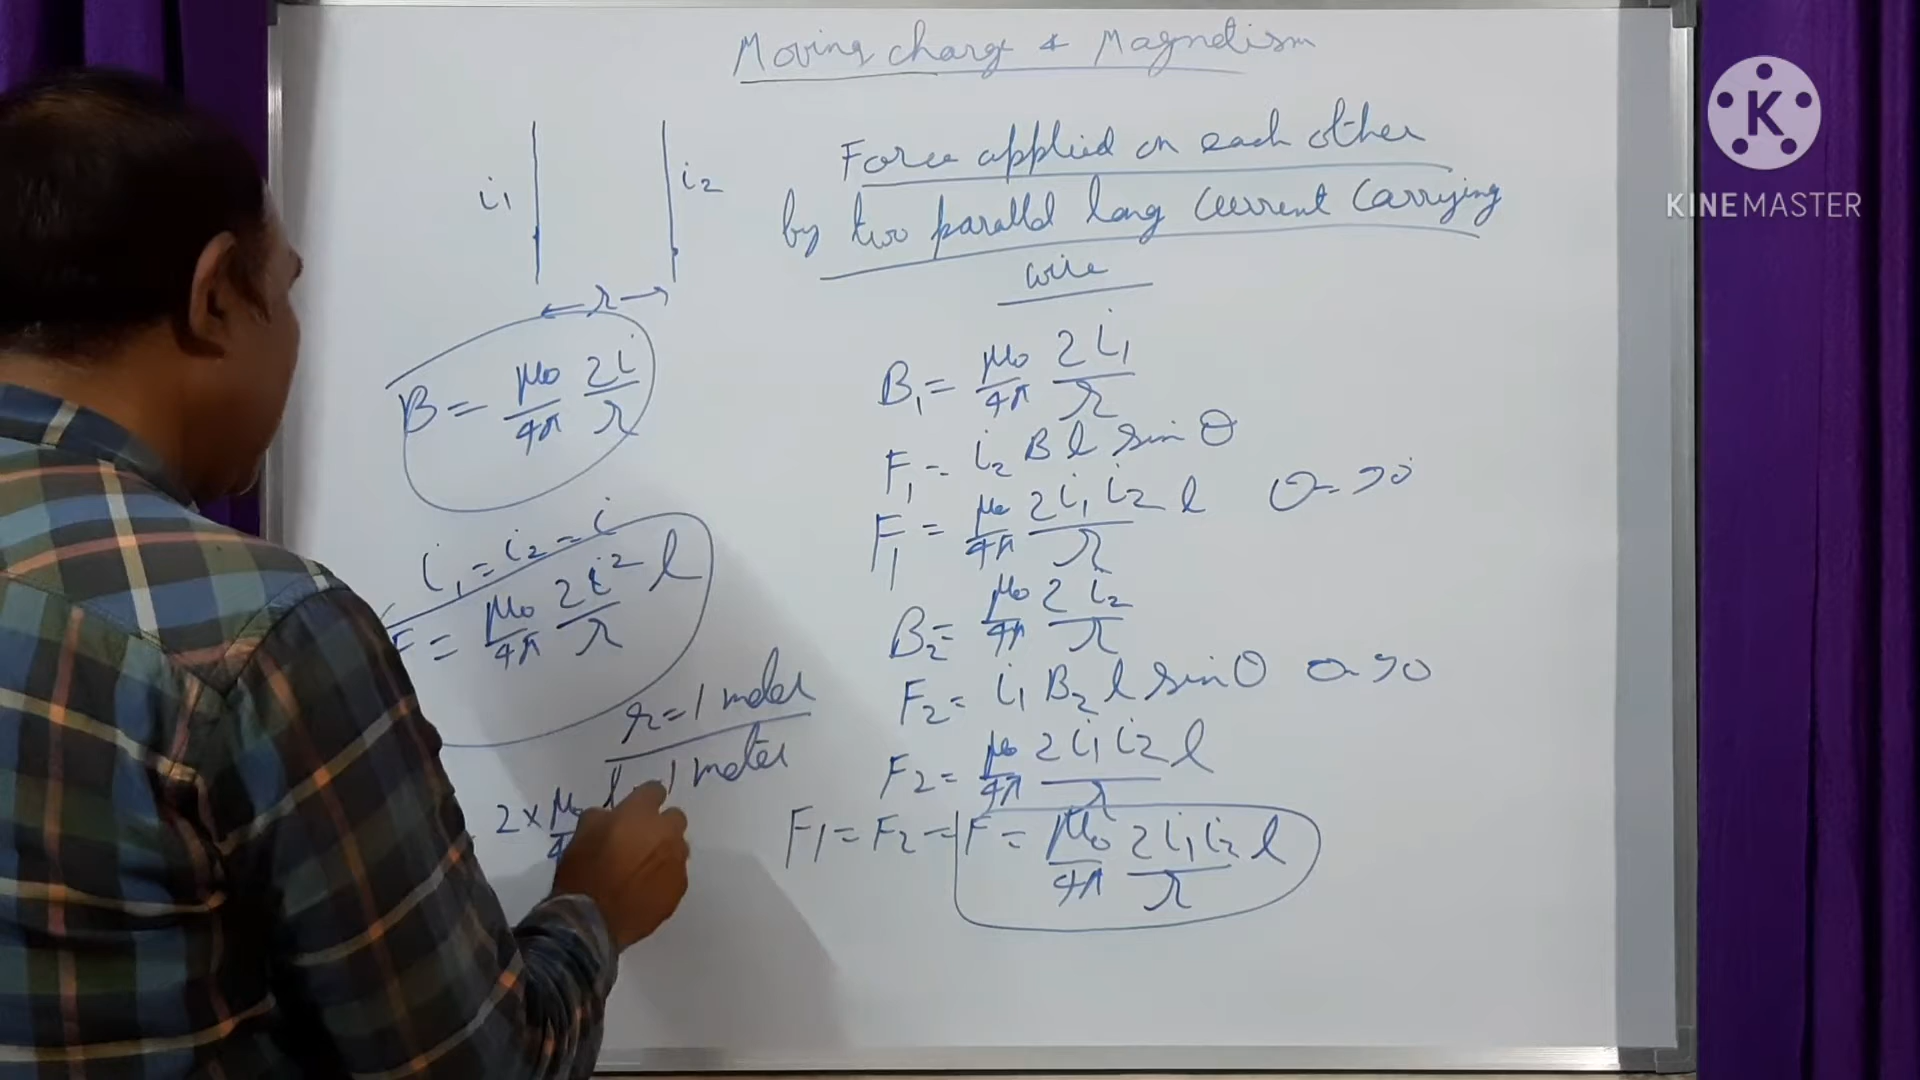 Moving charge & Magnetism
Force applied on each other
by two parallel long current carrying
wire
i₁ i₂
← r →
B = μ₀/4π 2i/r
i₁ = i₂ = i
F = μ₀/4π 2i²/r l
r = 1 meter
l = 1 meter
2 × μ₀
B₁ = μ₀/4π 2i₁/r
F₁ = i₂ B l sin θ
F₁ = μ₀/4π 2i₁i₂/r l θ = 90°
B₂ = μ₀/4π 2i₂/r
F₂ = i₁ B₂ l sin θ θ = 90
F₂ = μ₀/4π 2i₁i₂/r l
F₁ = F₂ = F = μ₀/4π 2i₁i₂/r l
K
KINEMASTER